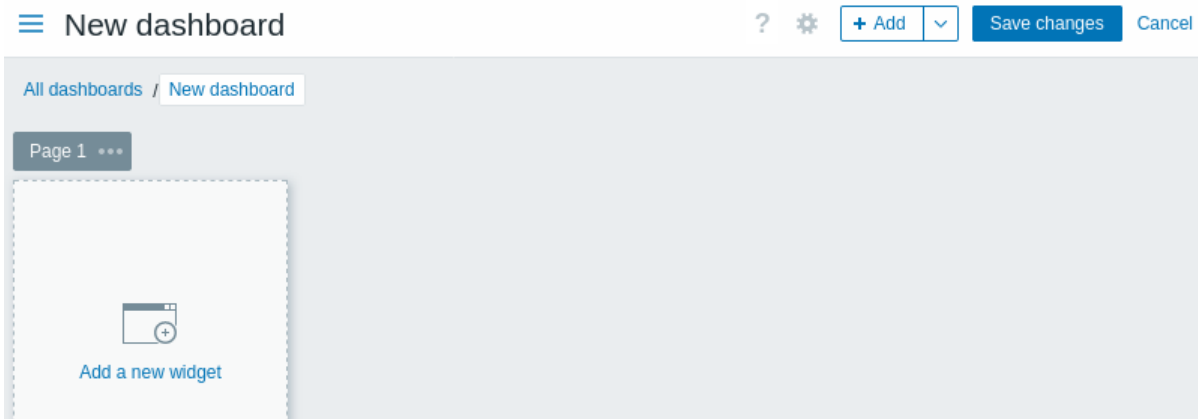 New dashboard ? + Add Save changes Cancel
All dashboards / New dashboard
Page 1 •••
Add a new widget